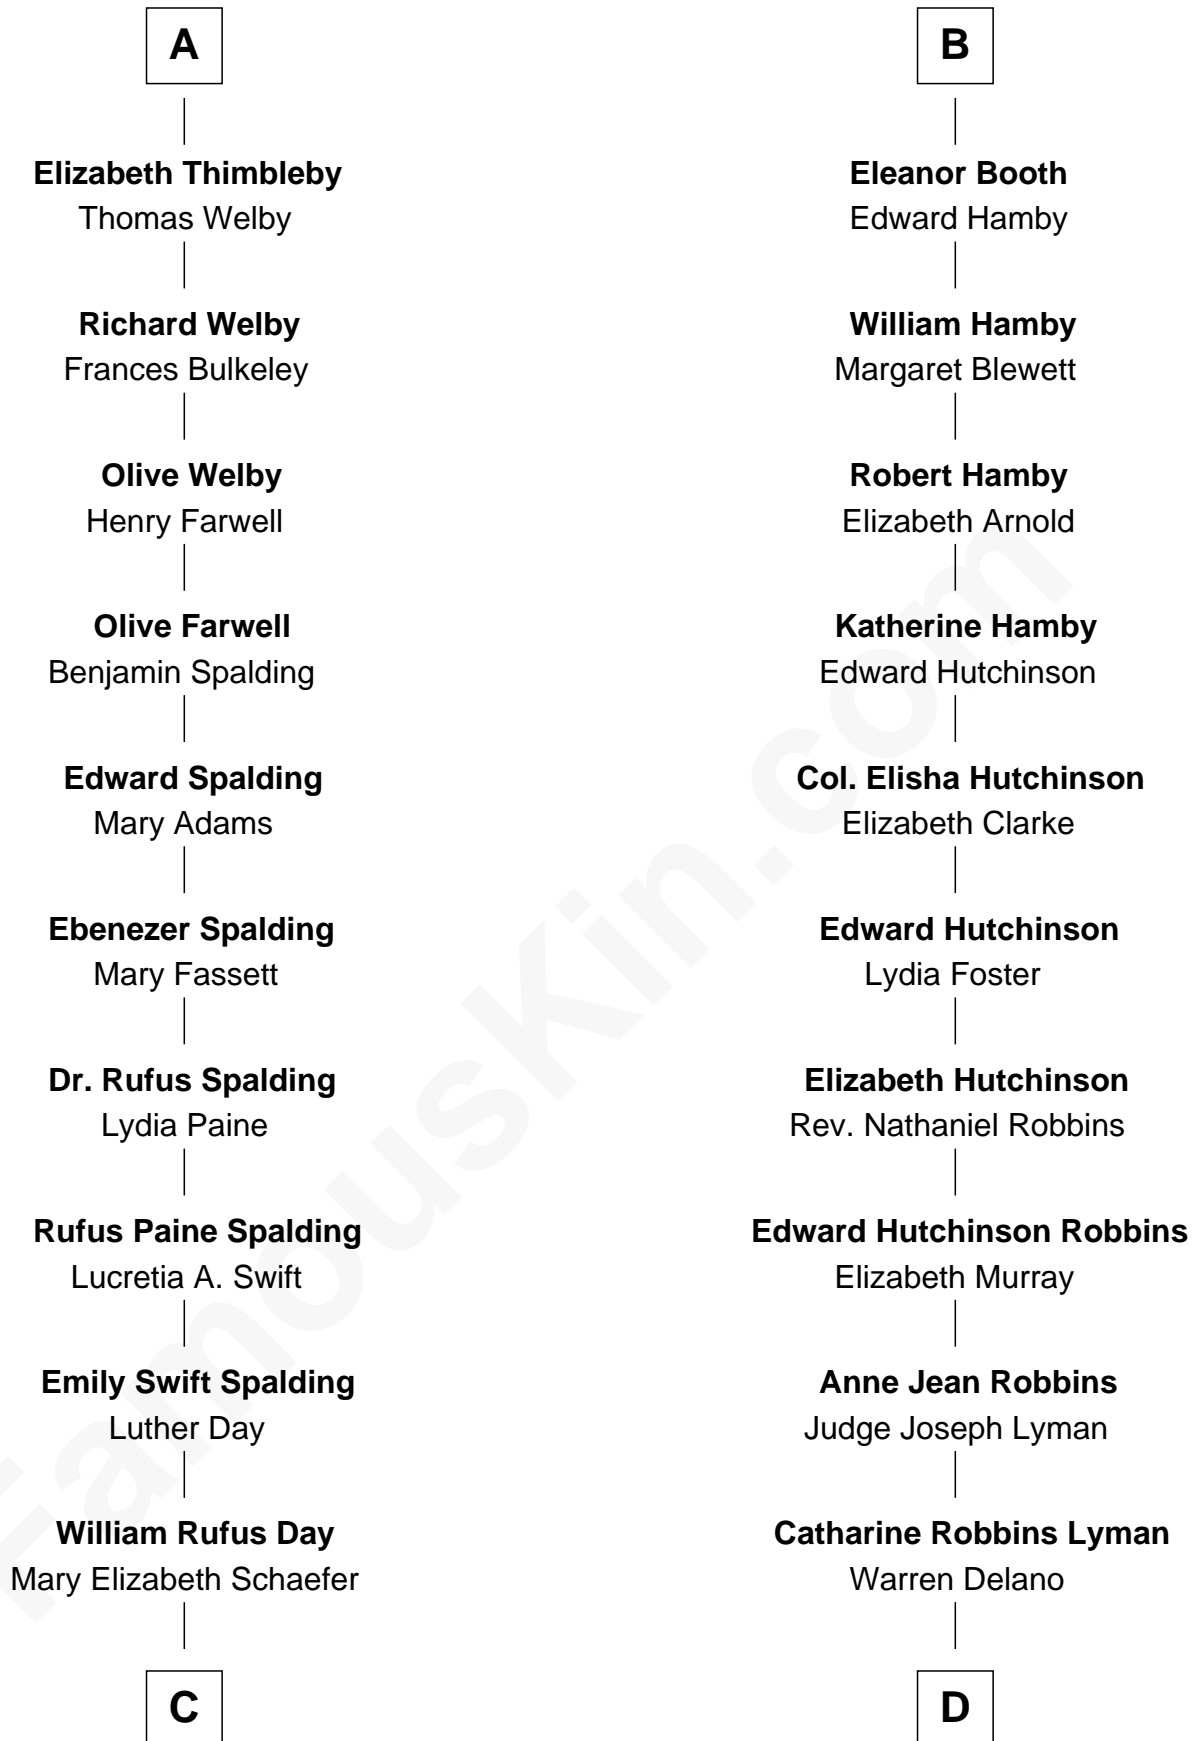 A
Elizabeth Thimbleby
Thomas Welby
Richard Welby
Frances Bulkeley
Olive Welby
Henry Farwell
Olive Farwell
Benjamin Spalding
Edward Spalding
Mary Adams
Ebenezer Spalding
Mary Fassett
Dr. Rufus Spalding
Lydia Paine
Rufus Paine Spalding
Lucretia A. Swift
Emily Swift Spalding
Luther Day
William Rufus Day
Mary Elizabeth Schaefer
C
B
Eleanor Booth
Edward Hamby
William Hamby
Margaret Blewett
Robert Hamby
Elizabeth Arnold
Katherine Hamby
Edward Hutchinson
Col. Elisha Hutchinson
Elizabeth Clarke
Edward Hutchinson
Lydia Foster
Elizabeth Hutchinson
Rev. Nathaniel Robbins
Edward Hutchinson Robbins
Elizabeth Murray
Anne Jean Robbins
Judge Joseph Lyman
Catharine Robbins Lyman
Warren Delano
D
FamousKin.com